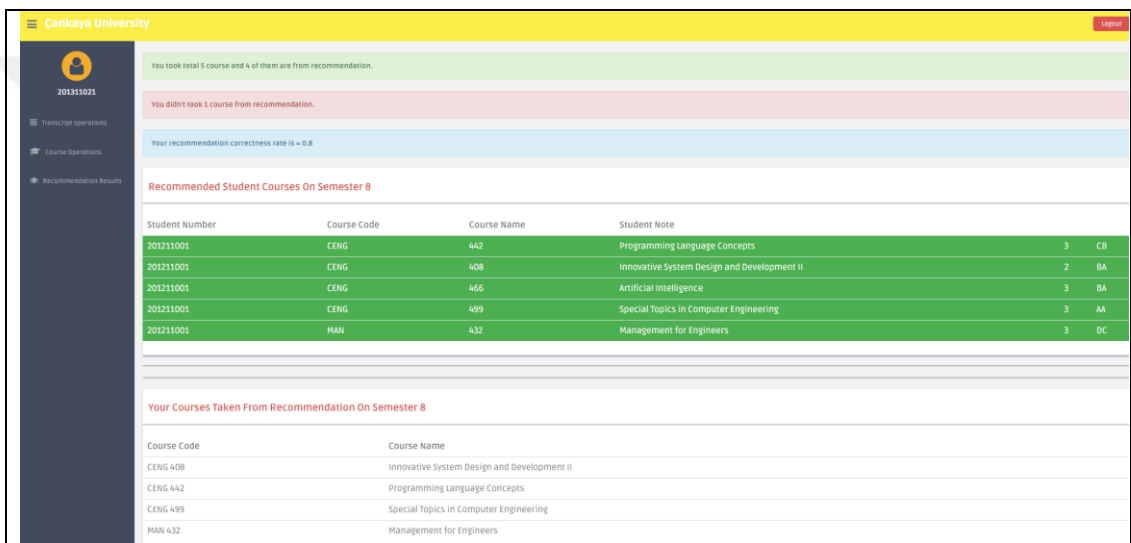 Çankaya University
Logout
201311021
Transcript operations
Course Operations
Recommendation Results
You took total 5 course and 4 of them are from recommendation.
You didn't took 1 course from recommendation.
Your recommendation correctness rate is = 0.8
Recommended Student Courses On Semester 8
Student Number Course Code Course Name Student Note
201211001 CENG 442 Programming Language Concepts 3 CB
201211001 CENG 408 Innovative System Design and Development II 2 BA
201211001 CENG 466 Artificial Intelligence 3 BA
201211001 CENG 499 Special Topics in Computer Engineering 3 AA
201211001 MAN 432 Management for Engineers 3 DC
Your Courses Taken From Recommendation On Semester 8
Course Code Course Name
CENG 408 Innovative System Design and Development II
CENG 442 Programming Language Concepts
CENG 499 Special Topics in Computer Engineering
MAN 432 Management for Engineers